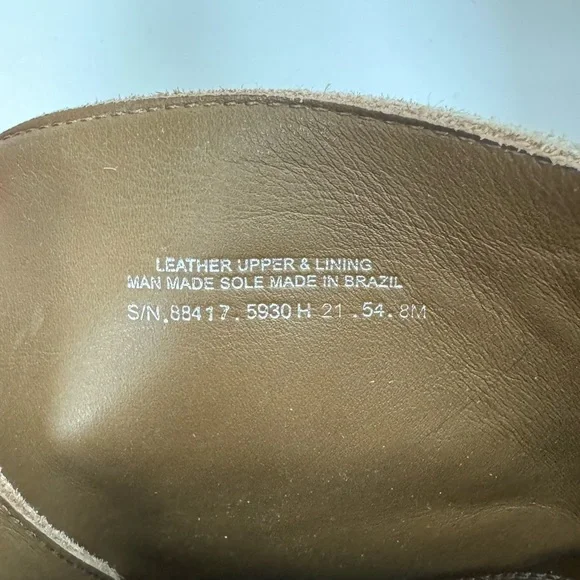 LEATHER UPPER & LINING
MAN MADE SOLE MADE IN BRAZIL
S/N.88417.5930 H 21.54.8M